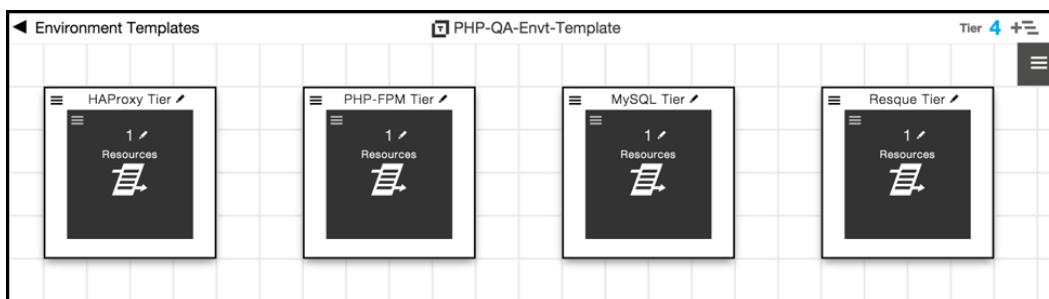 Environment Templates
PHP-QA-Envt-Template
Tier 4
HAProxy Tier
1
Resources
PHP-FPM Tier
1
Resources
MySQL Tier
1
Resources
Resque Tier
1
Resources